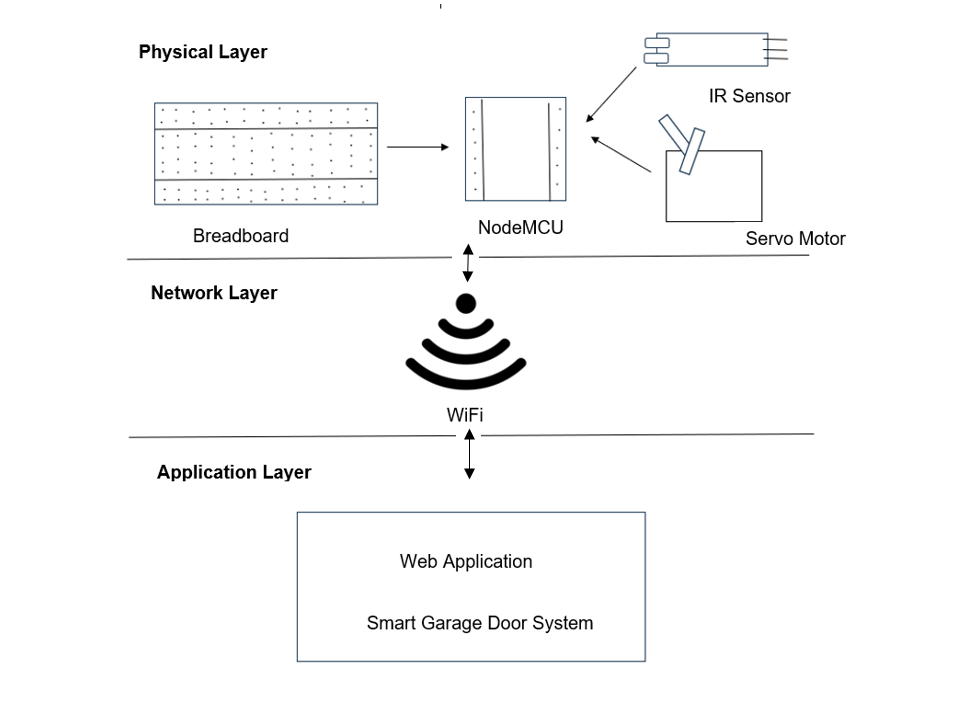 Physical Layer
IR Sensor
Breadboard
NodeMCU
Servo Motor
Network Layer
WiFi
Application Layer
Web Application
Smart Garage Door System